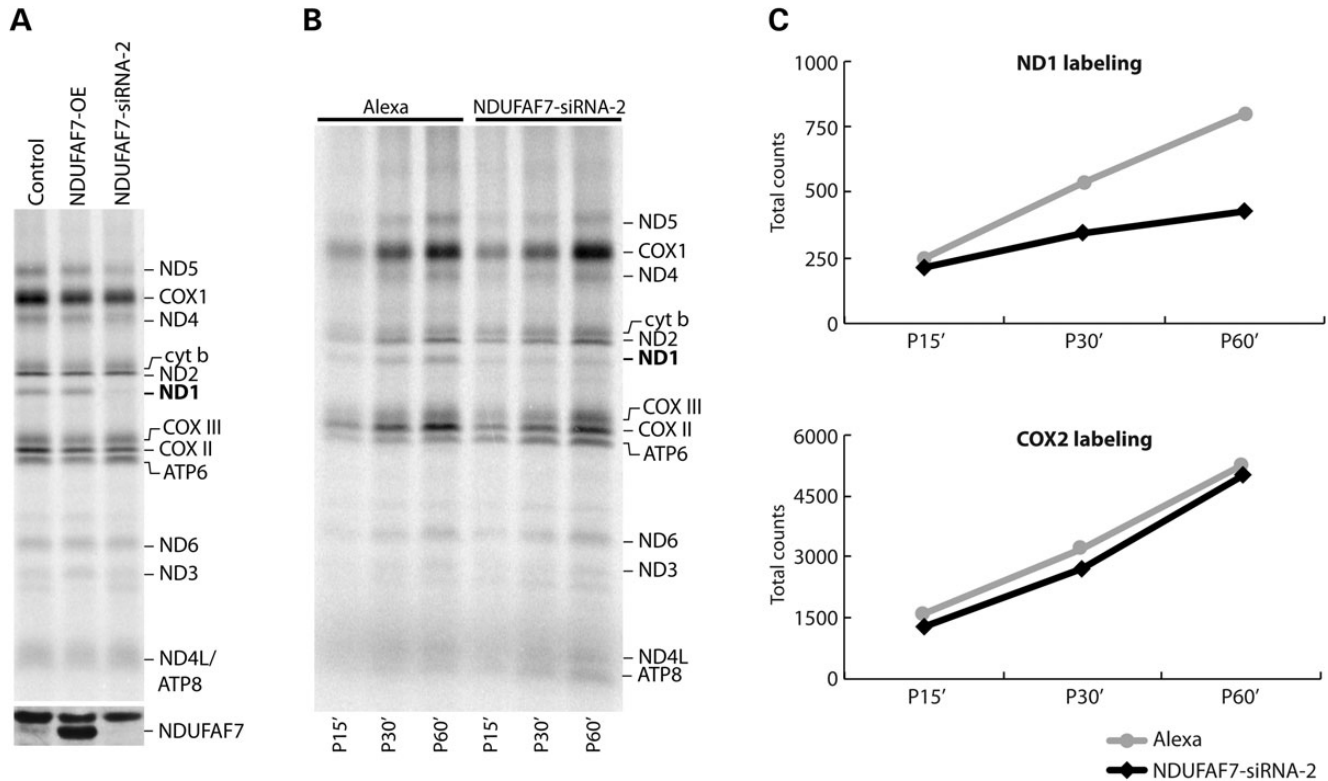 A
Control
NDUFAF7-OE
NDUFAF7-siRNA-2
ND5
COX1
ND4
cyt b
ND2
ND1
COX III
COX II
ATP6
ND6
ND3
ND4L/
ATP8
NDUFAF7
B
Alexa
NDUFAF7-siRNA-2
ND5
COX1
ND4
cyt b
ND2
ND1
COX III
COX II
ATP6
ND6
ND3
ND4L
ATP8
P15′
P30′
P60′
P15′
P30′
P60′
C
ND1 labeling
Total counts
1000
750
500
250
0
P15′
P30′
P60′
COX2 labeling
Total counts
6000
4500
3000
1500
0
P15′
P30′
P60′
Alexa
NDUFAF7-siRNA-2